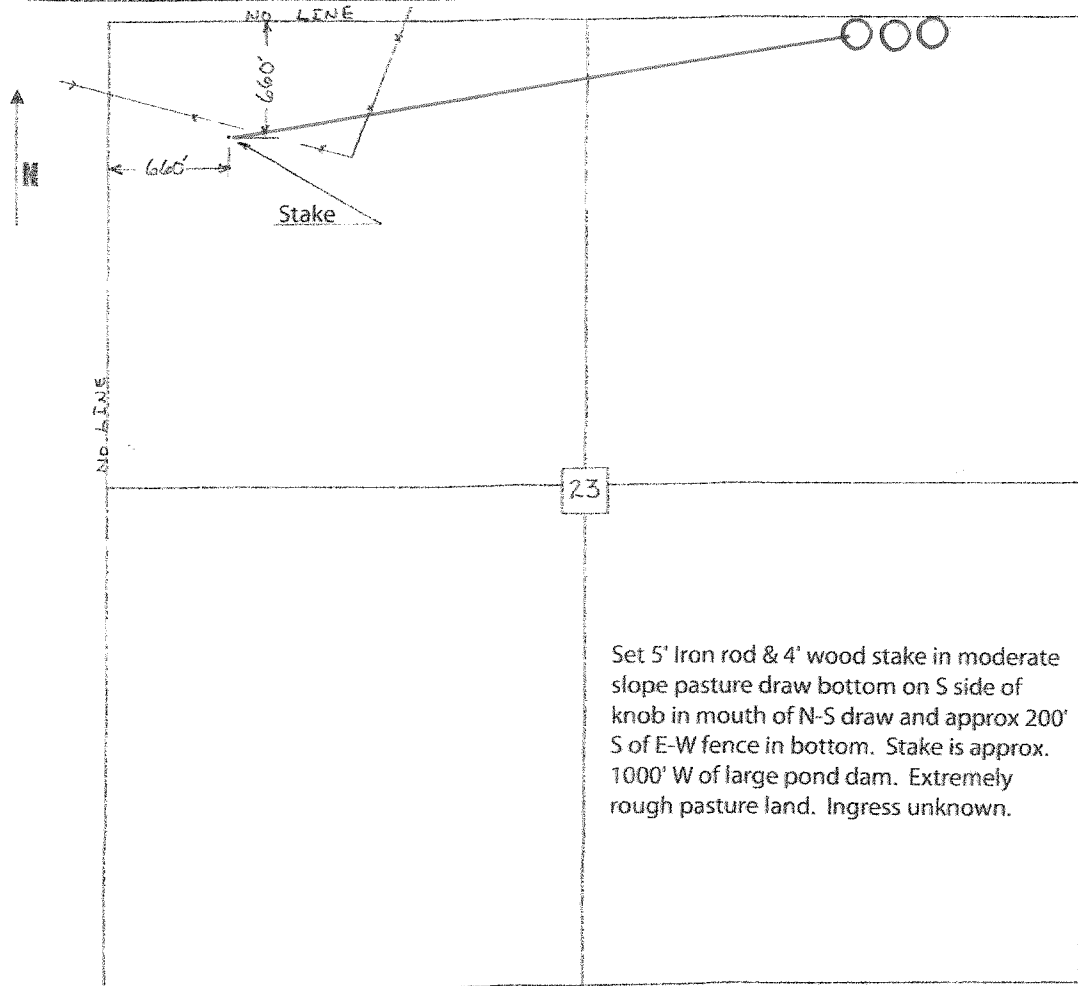 NO LINE
660'
N
660'
Stake
NO LINE
23
Set 5' Iron rod & 4' wood stake in moderate
slope pasture draw bottom on S side of
knob in mouth of N-S draw and approx 200'
S of E-W fence in bottom. Stake is approx.
1000' W of large pond dam. Extremely
rough pasture land. Ingress unknown.